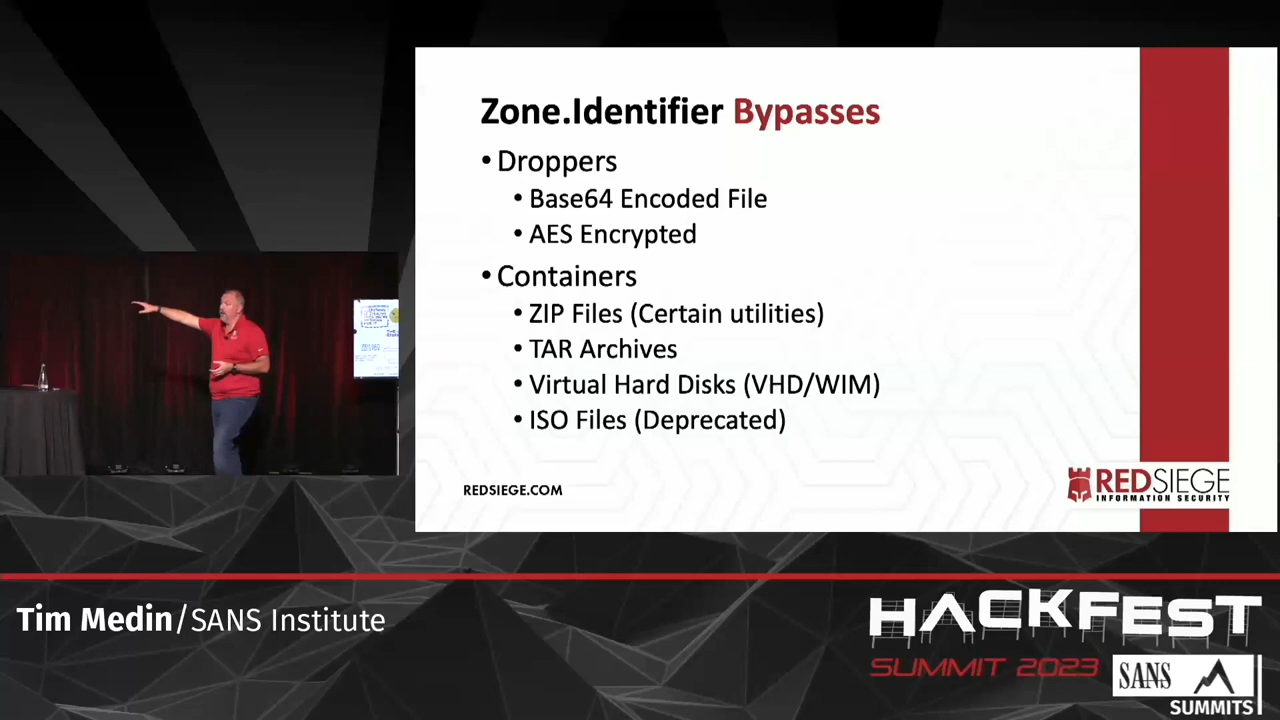 Zone.Identifier Bypasses
• Droppers
• Base64 Encoded File
• AES Encrypted
• Containers
• ZIP Files (Certain utilities)
• TAR Archives
• Virtual Hard Disks (VHD/WIM)
• ISO Files (Deprecated)
REDSIEGE.COM
REDSIEGE
INFORMATION SECURITY
Tim Medin/SANS Institute
HACKFEST
SUMMIT 2023
SANS
SUMMITS